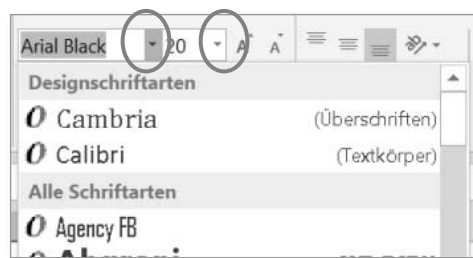 Arial Black 20 A A
Designschriftarten
O Cambria (Überschriften)
O Calibri (Textkörper)
Alle Schriftarten
O Agency FB